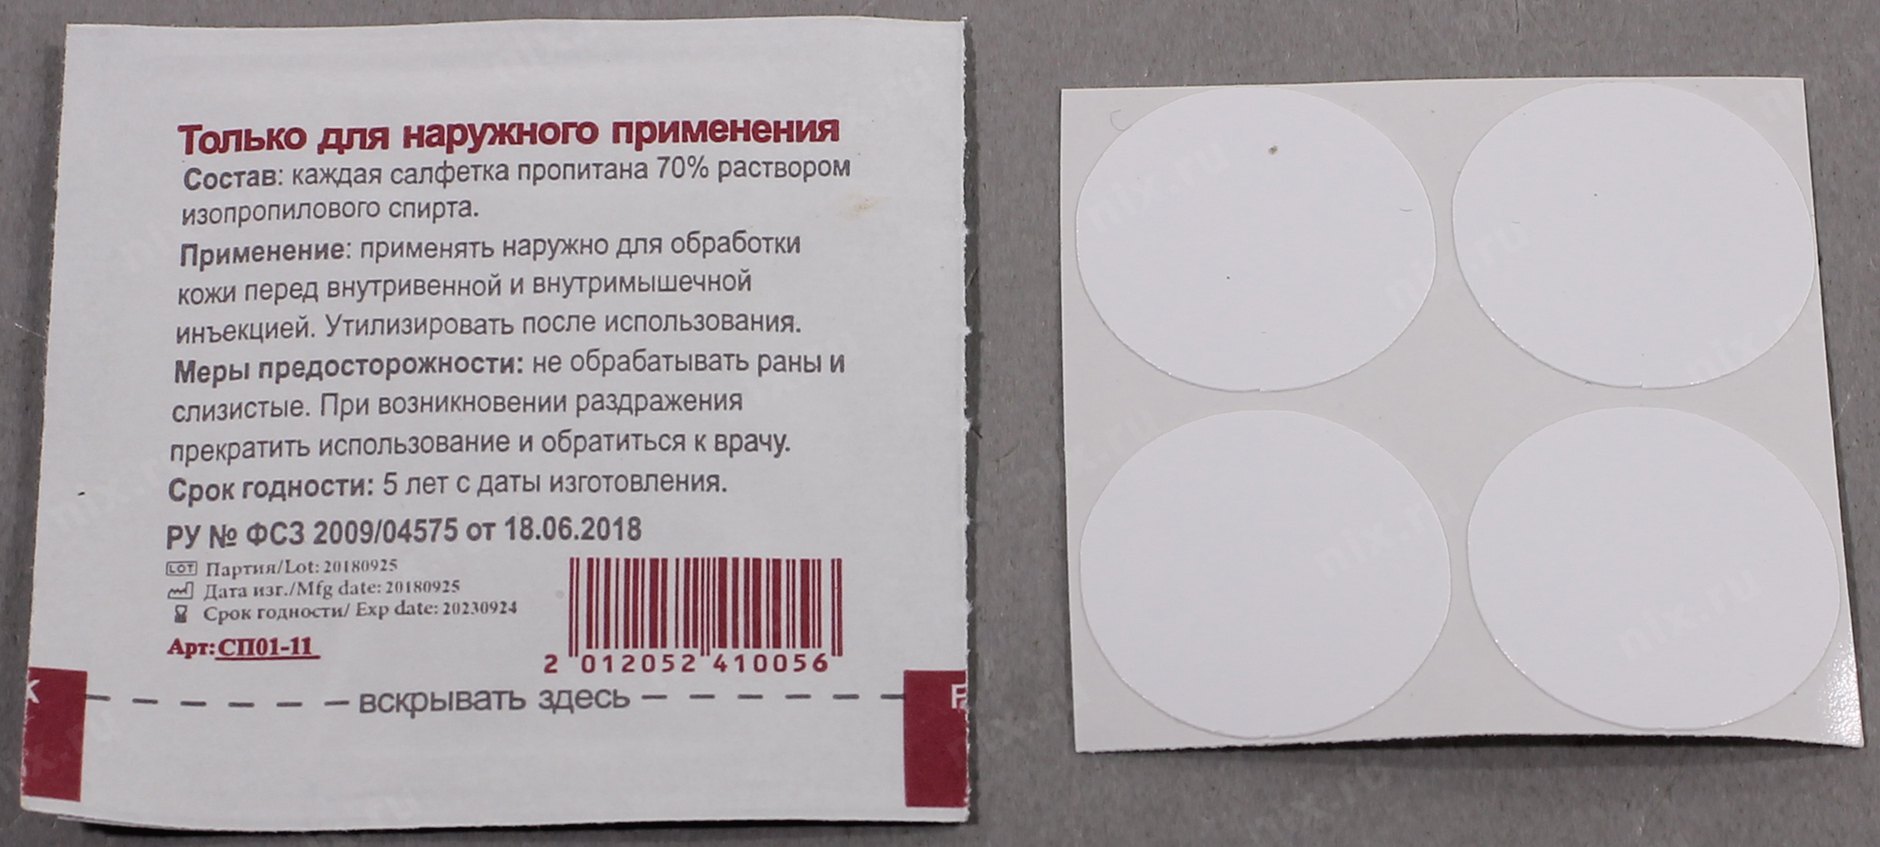 Только для наружного применения
Состав: каждая салфетка пропитана 70% раствором
изопропилового спирта.
Применение: применять наружно для обработки
кожи перед внутривенной и внутримышечной
инъекцией. Утилизировать после использования.
Меры предосторожности: не обрабатывать раны и
слизистые. При возникновении раздражения
прекратить использование и обратиться к врачу.
Срок годности: 5 лет с даты изготовления.
РУ № ФСЗ 2009/04575 от 18.06.2018
LOT Партия/Lot: 20180925
Дата изг./Mfg date: 20180925
Срок годности/ Exp date: 20230924
Арт:СП01-11
2 012052 410056
вскрывать здесь
nix.ru